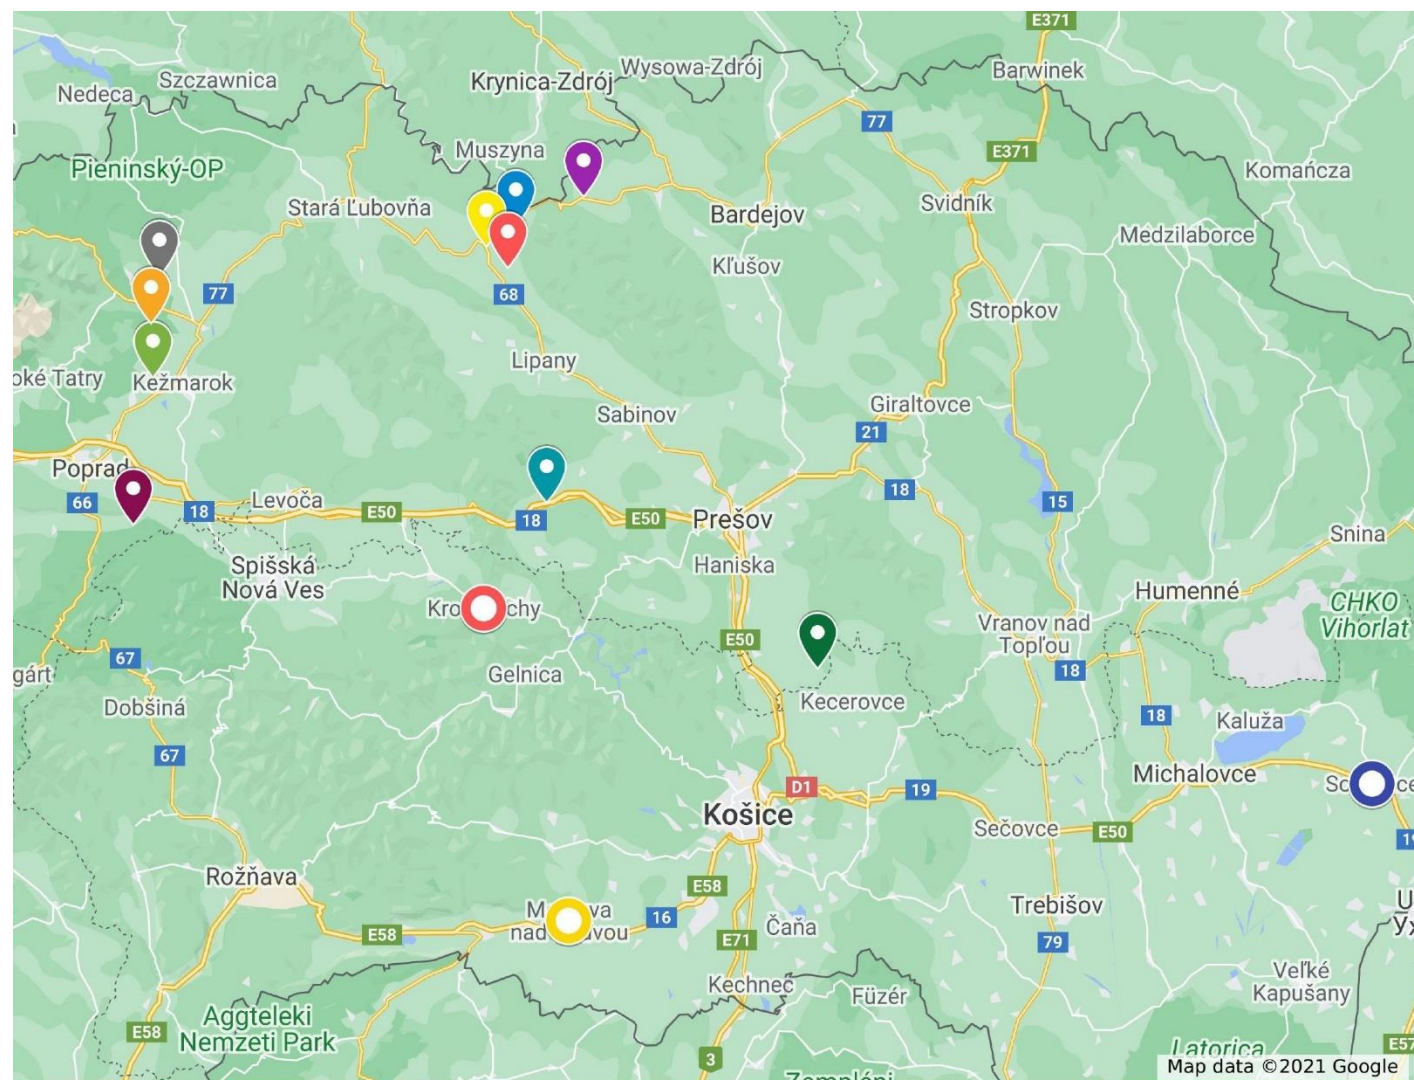 E371
Szczawnica
Wysowa-Zdrój
Barwinek
Krynica-Zdrój
Nedeca
77
Muszyna
E371
Pieninský-OP
Komańcza
Stará Ľubovňa
Bardejov
Svidník
Medzilaborce
Kľušov
77
68
Stropkov
Lipany
oké Tatry
Kežmarok
Sabinov
Giraltovce
21
Poprad
18
66
Levoča
18
E50
18
E50
Prešov
15
Snina
Spišská
Nová Ves
Haniska
Humenné
CHKO
Vihorlat
E50
Vranov nad
Topľou
67
gárt
Gelnica
18
Dobšiná
Kecerovce
18
Kaluža
67
Michalovce
D1
19
Košice
Sečovce
E50
Rožňava
E58
Trebišov
16
E58
Čaňa
E71
79
Kechnec
Füzér
Veľké
Kapušany
Aggteleki
Nemzeti Park
E58
3
Latorica
Map data ©2021 Google